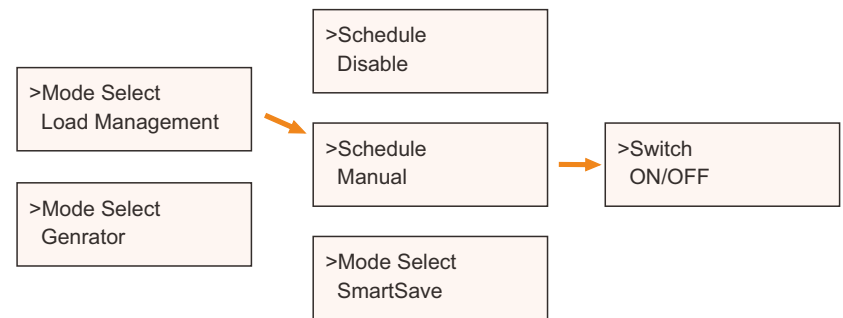 >Mode Select
Load Management
>Mode Select
Genrator
>Schedule
Disable
>Schedule
Manual
>Mode Select
SmartSave
>Switch
ON/OFF